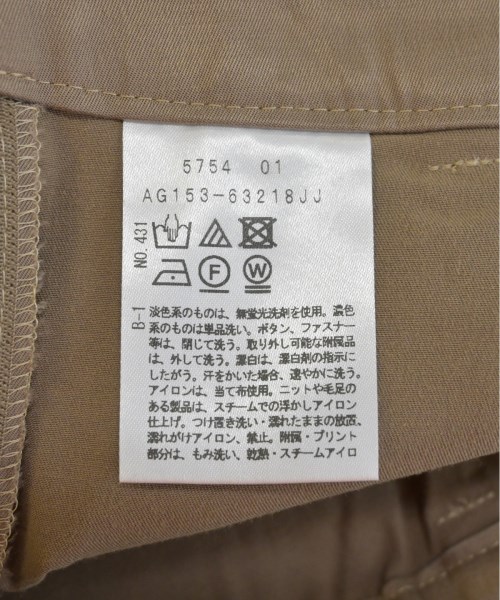 5754 01
AG153-63218JJ
NO.431
F
W
B-1
淡色系のものは、無蛍光洗剤を使用。濃色
系のものは単品洗い。ボタン、ファスナー
等は、閉じて洗う。取り外し可能な附属品
は、外して洗う。漂白は、漂白剤の指示に
したがう。汗をかいた場合、速やかに洗う。
アイロンは、当て布使用。ニットや毛足の
ある製品は、スチームでの浮かしアイロン
仕上げ。つけ置き洗い・濡れたままの放置、
濡れがけアイロン、禁止。附属・プリント
部分は、もみ洗い、乾熱・スチームアイロ